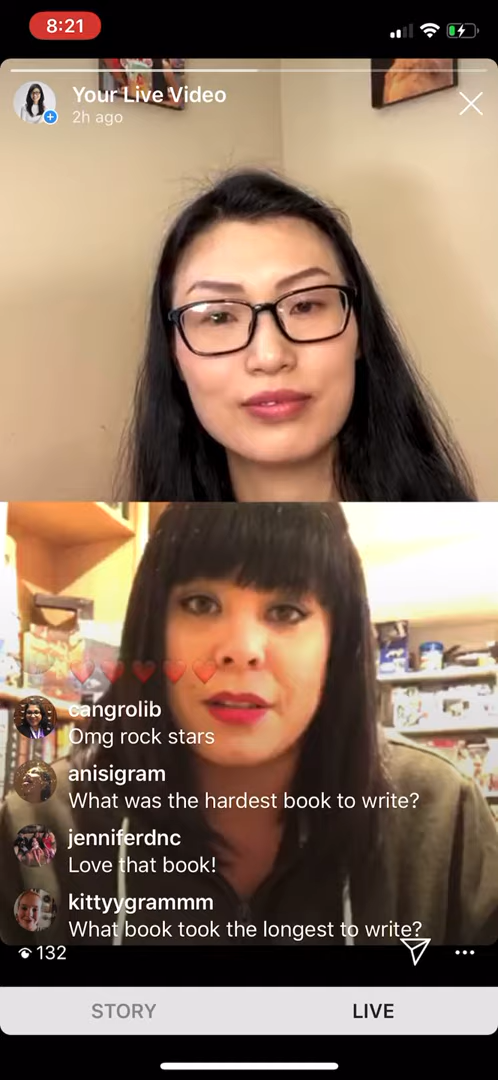 8:21
Your Live Video
2h ago
cangrolib
Omg rock stars
anisigram
What was the hardest book to write?
jenniferdnc
Love that book!
kittyygrammm
What book took the longest to write?
132
STORY
LIVE